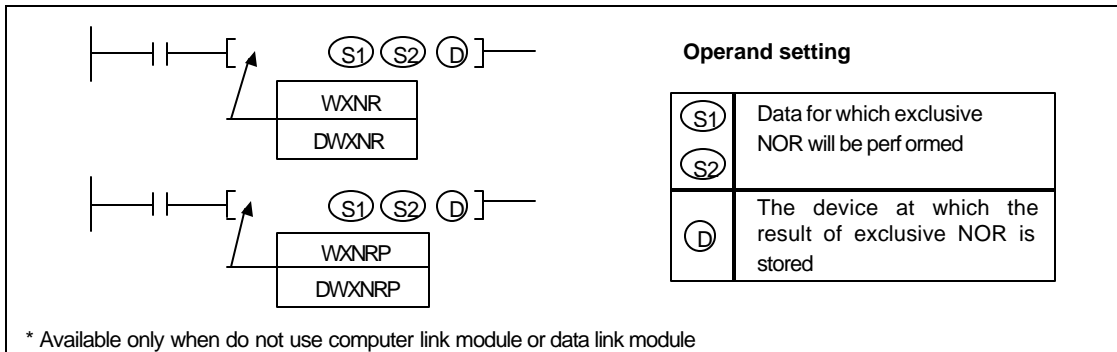 S1 S2 D
WXNR
DWXNR
S1 S2 D
WXNRP
DWXNRP
Operand setting
S1
S2
Data for which exclusive
NOR will be perf ormed
D
The device at which the
result of exclusive NOR is
stored
* Available only when do not use computer link module or data link module